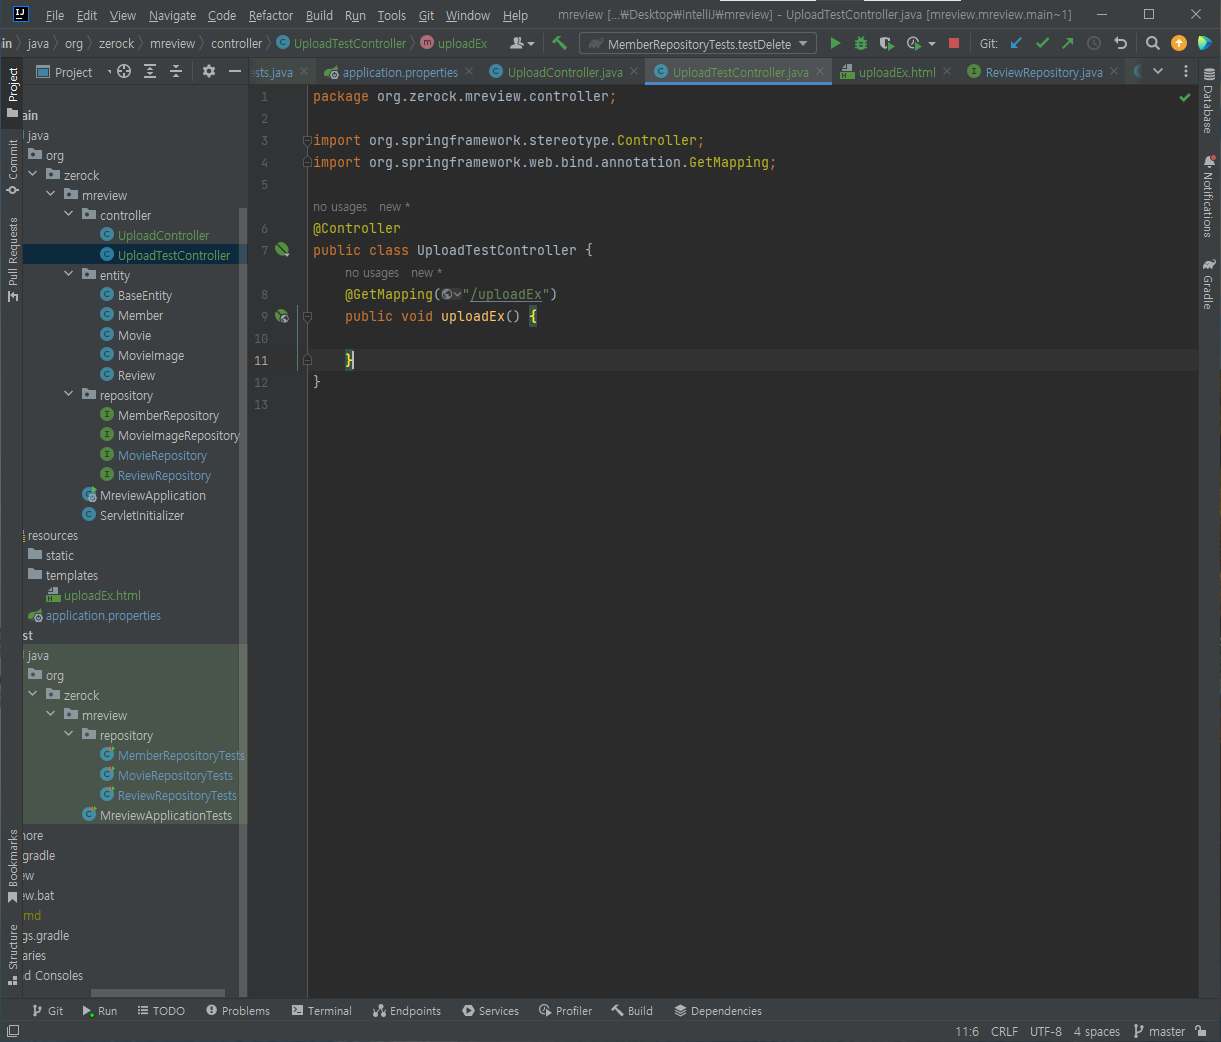 IJ File Edit View Navigate Code Refactor Build Run Tools Git Window Help mreview [...₩Desktop₩IntelliJ₩mreview] - UploadTestController.java [mreview.mreview.main~1]
in java org zerock mreview controller UploadTestController uploadEx MemberRepositoryTests.testDelete Git:
Project sts.java application.properties UploadController.java UploadTestController.java uploadEx.html ReviewRepository.java
Project
Commit
Pull Requests
Bookmarks
Structure
ain
java
org
zerock
mreview
controller
UploadController
UploadTestController
entity
BaseEntity
Member
Movie
MovieImage
Review
repository
MemberRepository
MovieImageRepository
MovieRepository
ReviewRepository
MreviewApplication
ServletInitializer
resources
static
templates
uploadEx.html
application.properties
st
java
org
zerock
mreview
repository
MemberRepositoryTests
MovieRepositoryTests
ReviewRepositoryTests
MreviewApplicationTests
nore
gradle
ew
ew.bat
md
gs.gradle
aries
d Consoles
1 package org.zerock.mreview.controller;
2
3 import org.springframework.stereotype.Controller;
4 import org.springframework.web.bind.annotation.GetMapping;
5
no usages new *
6 @Controller
7 public class UploadTestController {
no usages new *
8 @GetMapping("/uploadEx")
9 public void uploadEx() {
10
11 }
12 }
13
Database
Notifications
Gradle
Git Run TODO Problems Terminal Endpoints Services Profiler Build Dependencies
11:6 CRLF UTF-8 4 spaces master